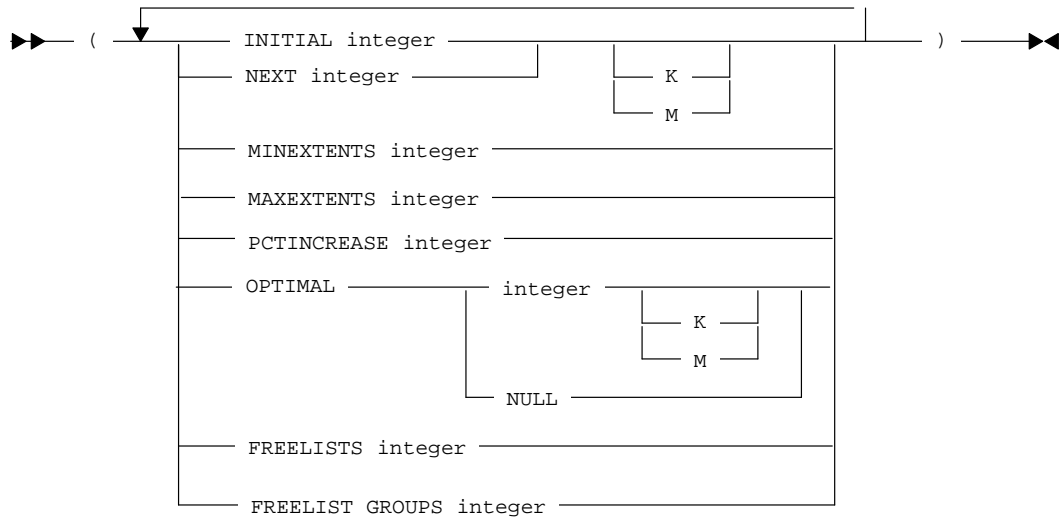 ( INITIAL integer )
NEXT integer K
M
MINEXTENTS integer
MAXEXTENTS integer
PCTINCREASE integer
OPTIMAL integer
K
M
NULL
FREELISTS integer
FREELIST GROUPS integer